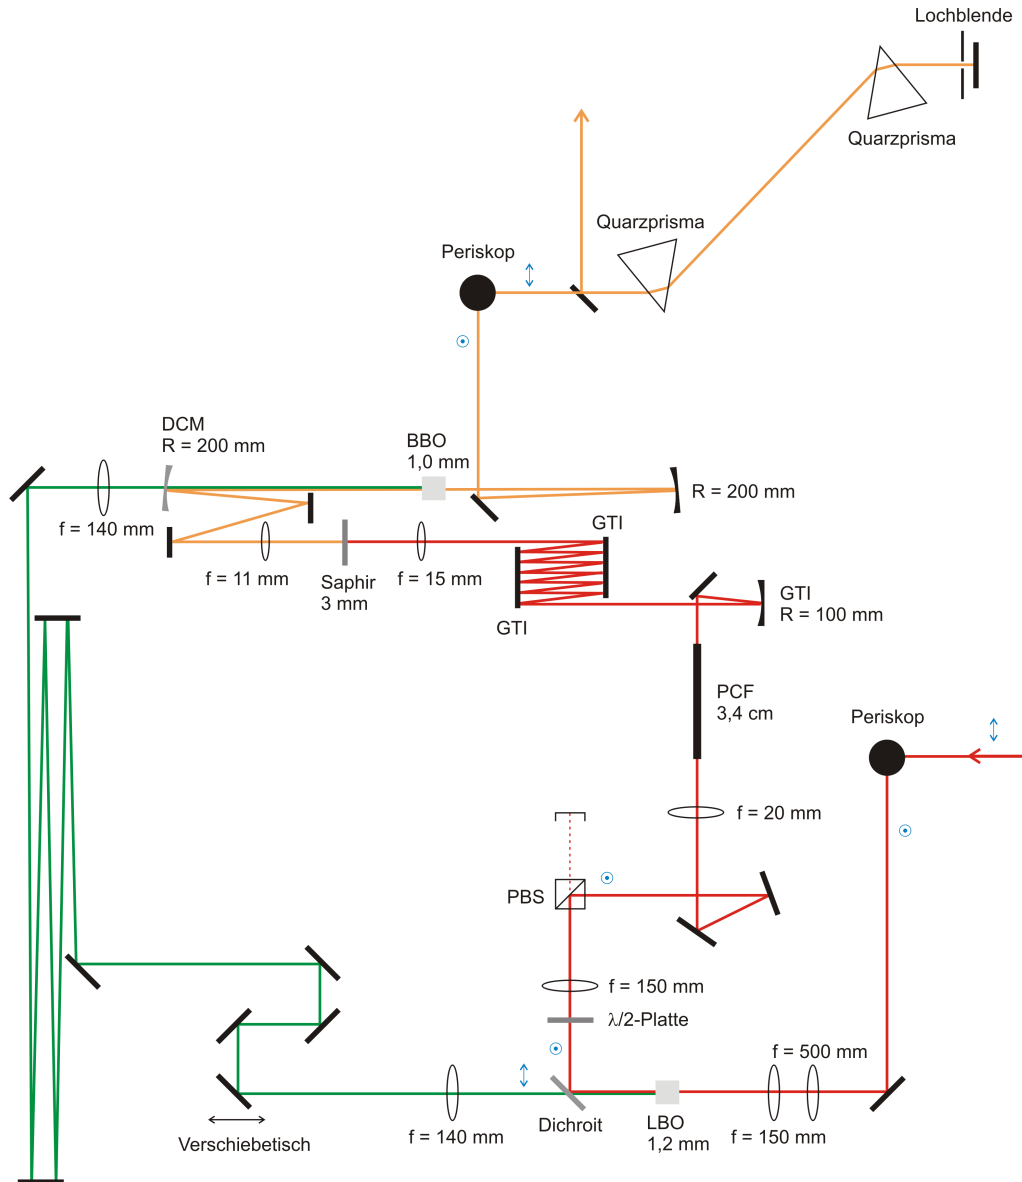 Lochblende
Quarzprisma
Quarzprisma
Periskop
DCM
R = 200 mm
BBO
1,0 mm
R = 200 mm
f = 140 mm
GTI
f = 11 mm
Saphir
3 mm
f = 15 mm
GTI
GTI
R = 100 mm
PCF
3,4 cm
Periskop
f = 20 mm
PBS
f = 150 mm
λ/2-Platte
f = 500 mm
Verschiebetisch
f = 140 mm
Dichroit
LBO
1,2 mm
f = 150 mm